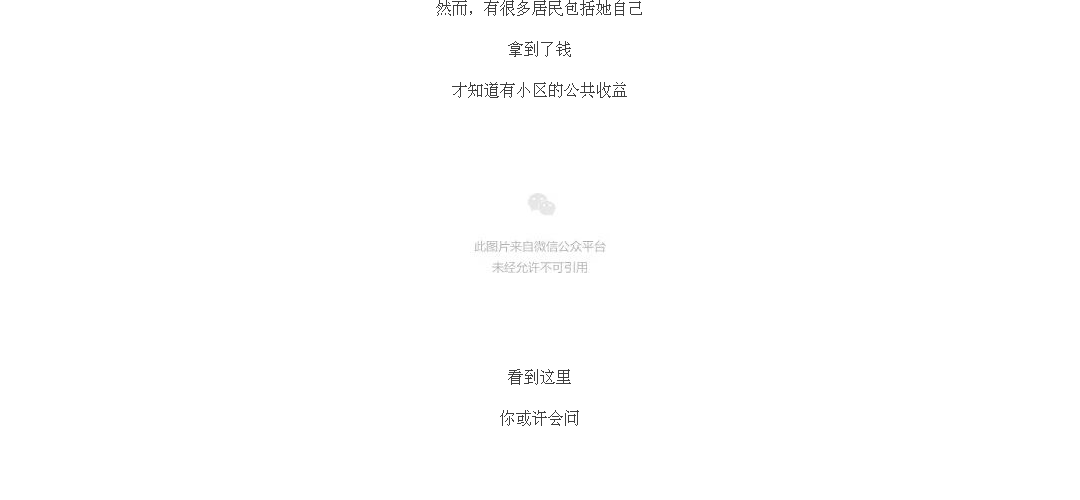 然而，有很多居民包括她自己
拿到了钱
才知道有小区的公共收益
此图片来自微信公众平台
未经允许不可引用
看到这里
你或许会问